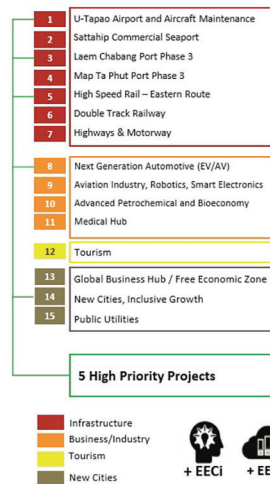 1 U-Tapao Airport and Aircraft Maintenance
2 Sattahip Commercial Seaport
3 Laem Chabang Port Phase 3
4 Map Ta Phut Port Phase 3
5 High Speed Rail – Eastern Route
6 Double Track Railway
7 Highways & Motorway
8 Next Generation Automotive (EV/AV)
9 Aviation Industry, Robotics, Smart Electronics
10 Advanced Petrochemical and Bioeconomy
11 Medical Hub
12 Tourism
13 Global Business Hub / Free Economic Zone
14 New Cities, Inclusive Growth
15 Public Utilities
5 High Priority Projects
Infrastructure
Business/Industry
Tourism
New Cities
+ EECi + EE